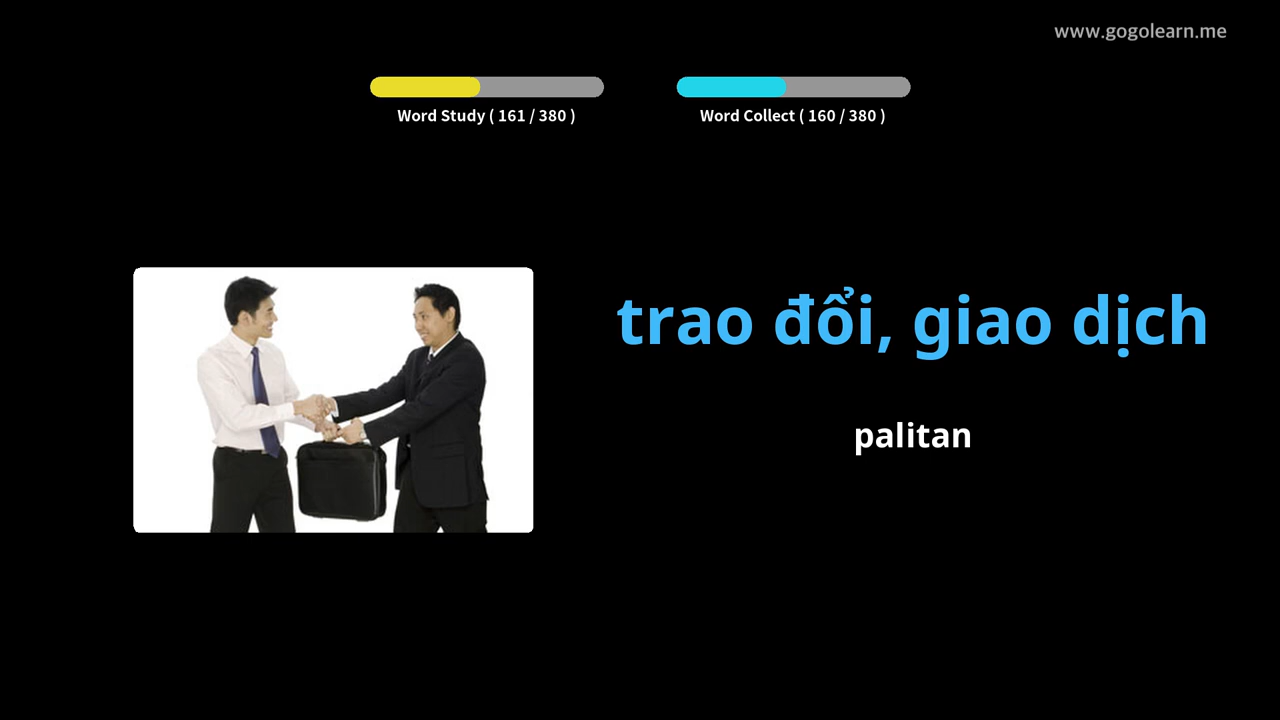 www.gogolearn.me
Word Study ( 161 / 380 )
Word Collect ( 160 / 380 )
trao đổi, giao dịch
palitan